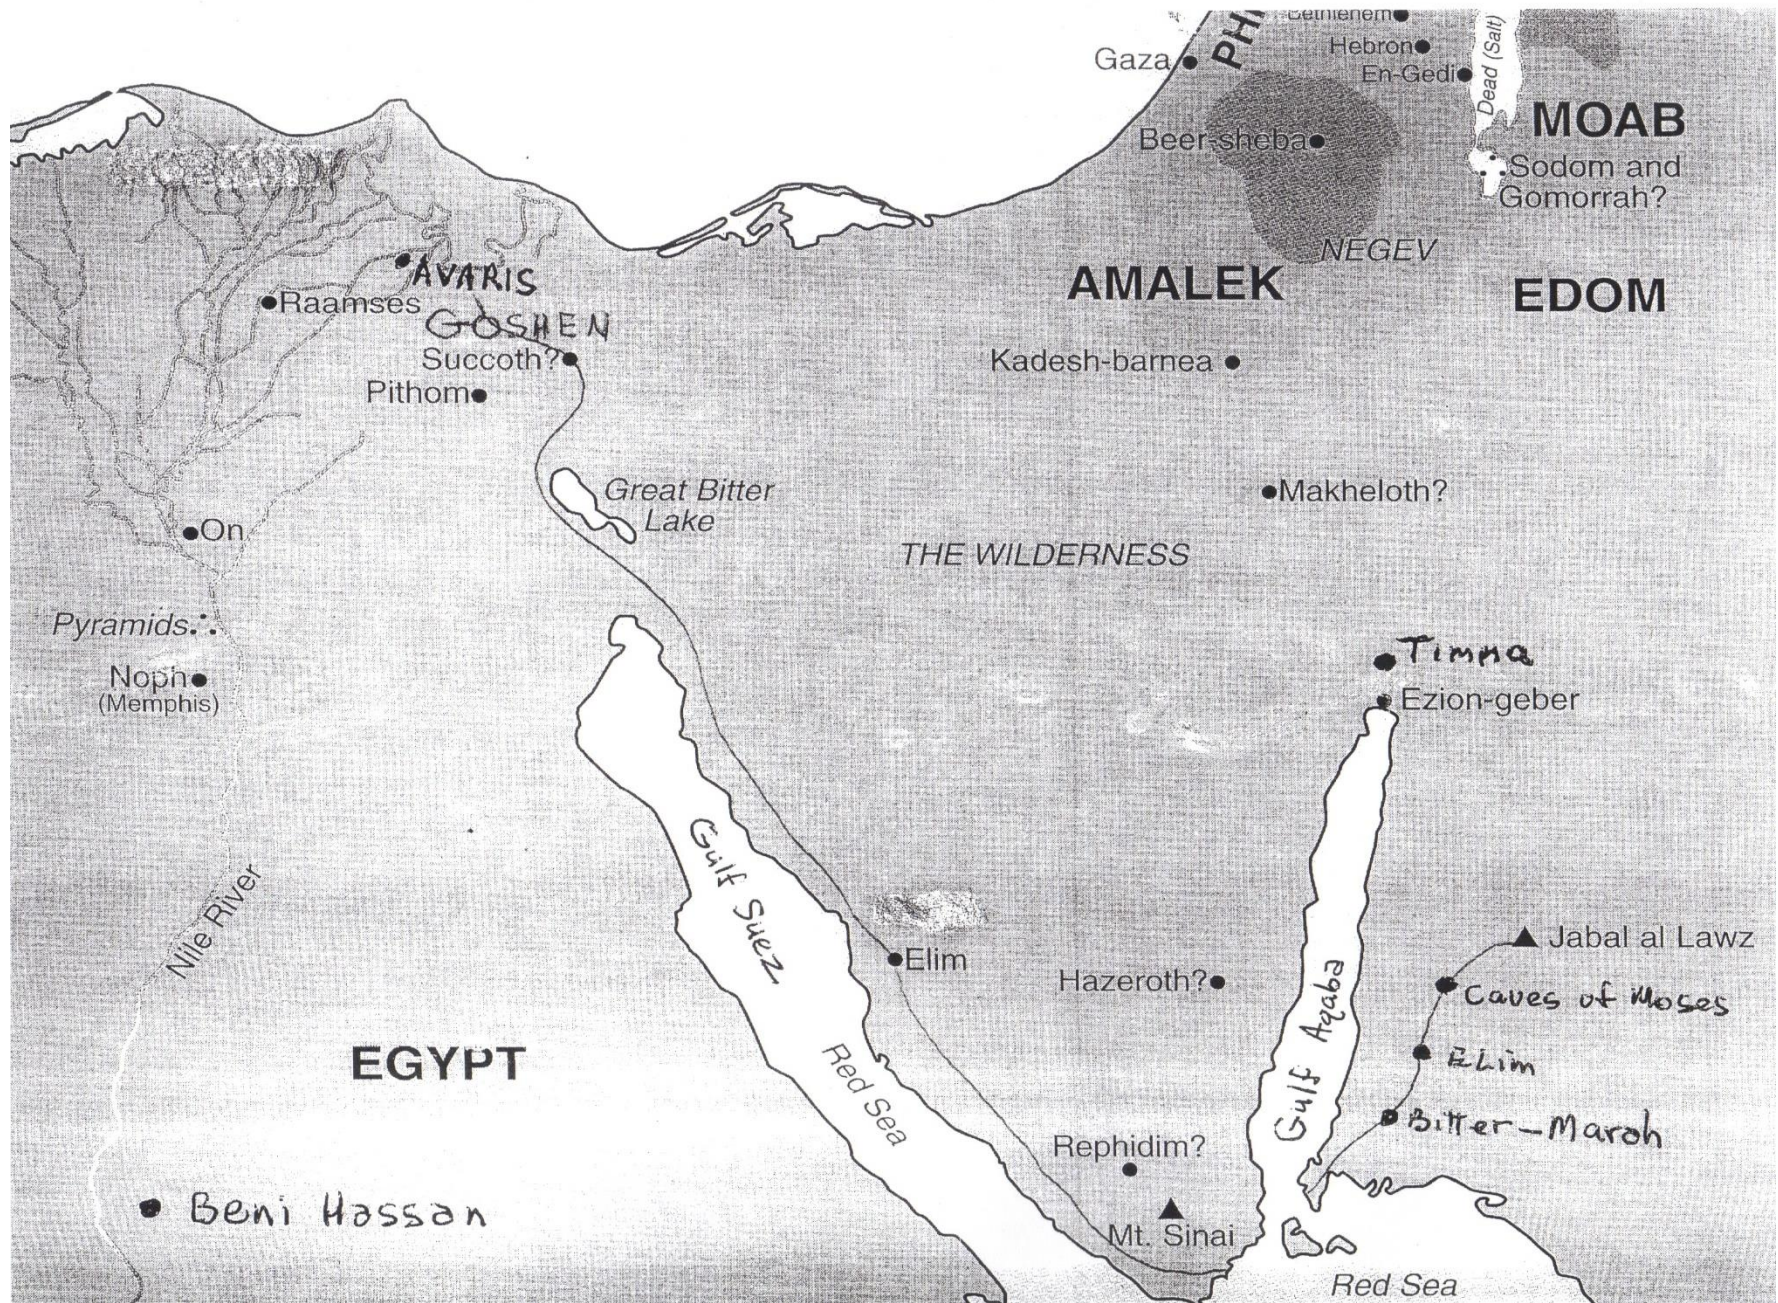 Bethlehem
Hebron
Gaza
En-Gedi
PHI
Dead (Salt)
MOAB
Beer-sheba
Sodom and
Gomorrah?
NEGEV
AMALEK
EDOM
AVARIS
Raamses
GOSHEN
Succoth?
Pithom
Kadesh-barnea
Great Bitter
Lake
Makheloth?
On
THE WILDERNESS
Pyramids
Noph
(Memphis)
Timna
Ezion-geber
Gulf Suez
Nile River
Elim
Hazeroth?
Jabal al Lawz
Caves of Moses
Gulf Aqaba
ELim
EGYPT
Red Sea
Bitter-Marah
Rephidim?
Beni Hassan
Mt. Sinai
Red Sea